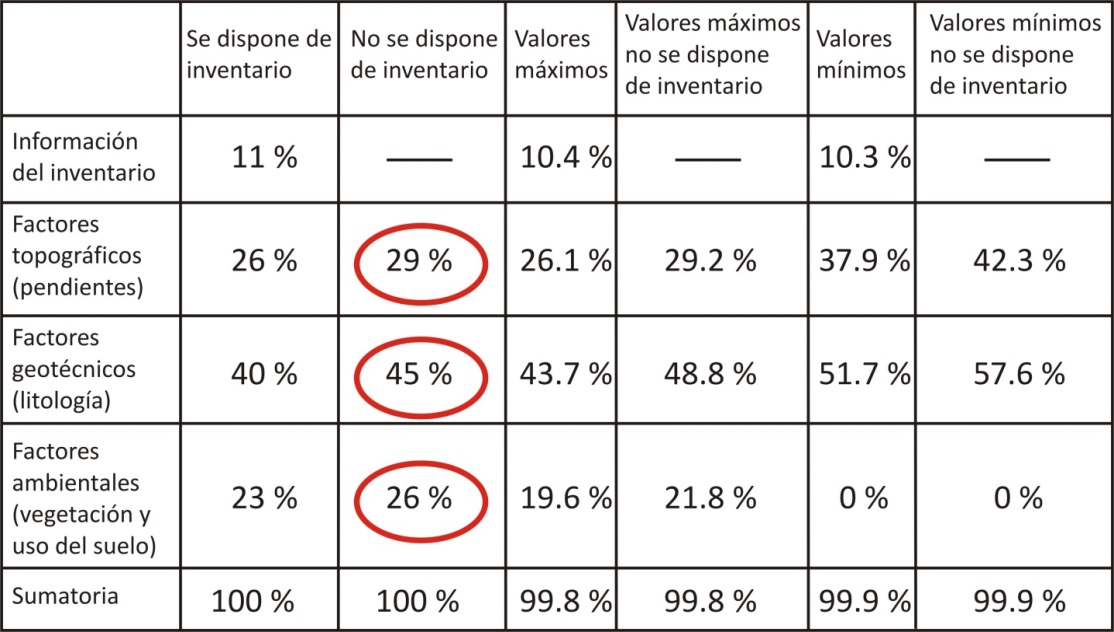 Se dispone de
inventario
No se dispone
de inventario
Valores
máximos
Valores máximos
no se dispone
de inventario
Valores
mínimos
Valores mínimos
no se dispone
de inventario
Información
del inventario
11 %
10.4 %
10.3 %
Factores
topográficos
(pendientes)
26 %
29 %
26.1 %
29.2 %
37.9 %
42.3 %
Factores
geotécnicos
(litología)
40 %
45 %
43.7 %
48.8 %
51.7 %
57.6 %
Factores
ambientales
(vegetación y
uso del suelo)
23 %
26 %
19.6 %
21.8 %
0 %
0 %
Sumatoria
100 %
100 %
99.8 %
99.8 %
99.9 %
99.9 %